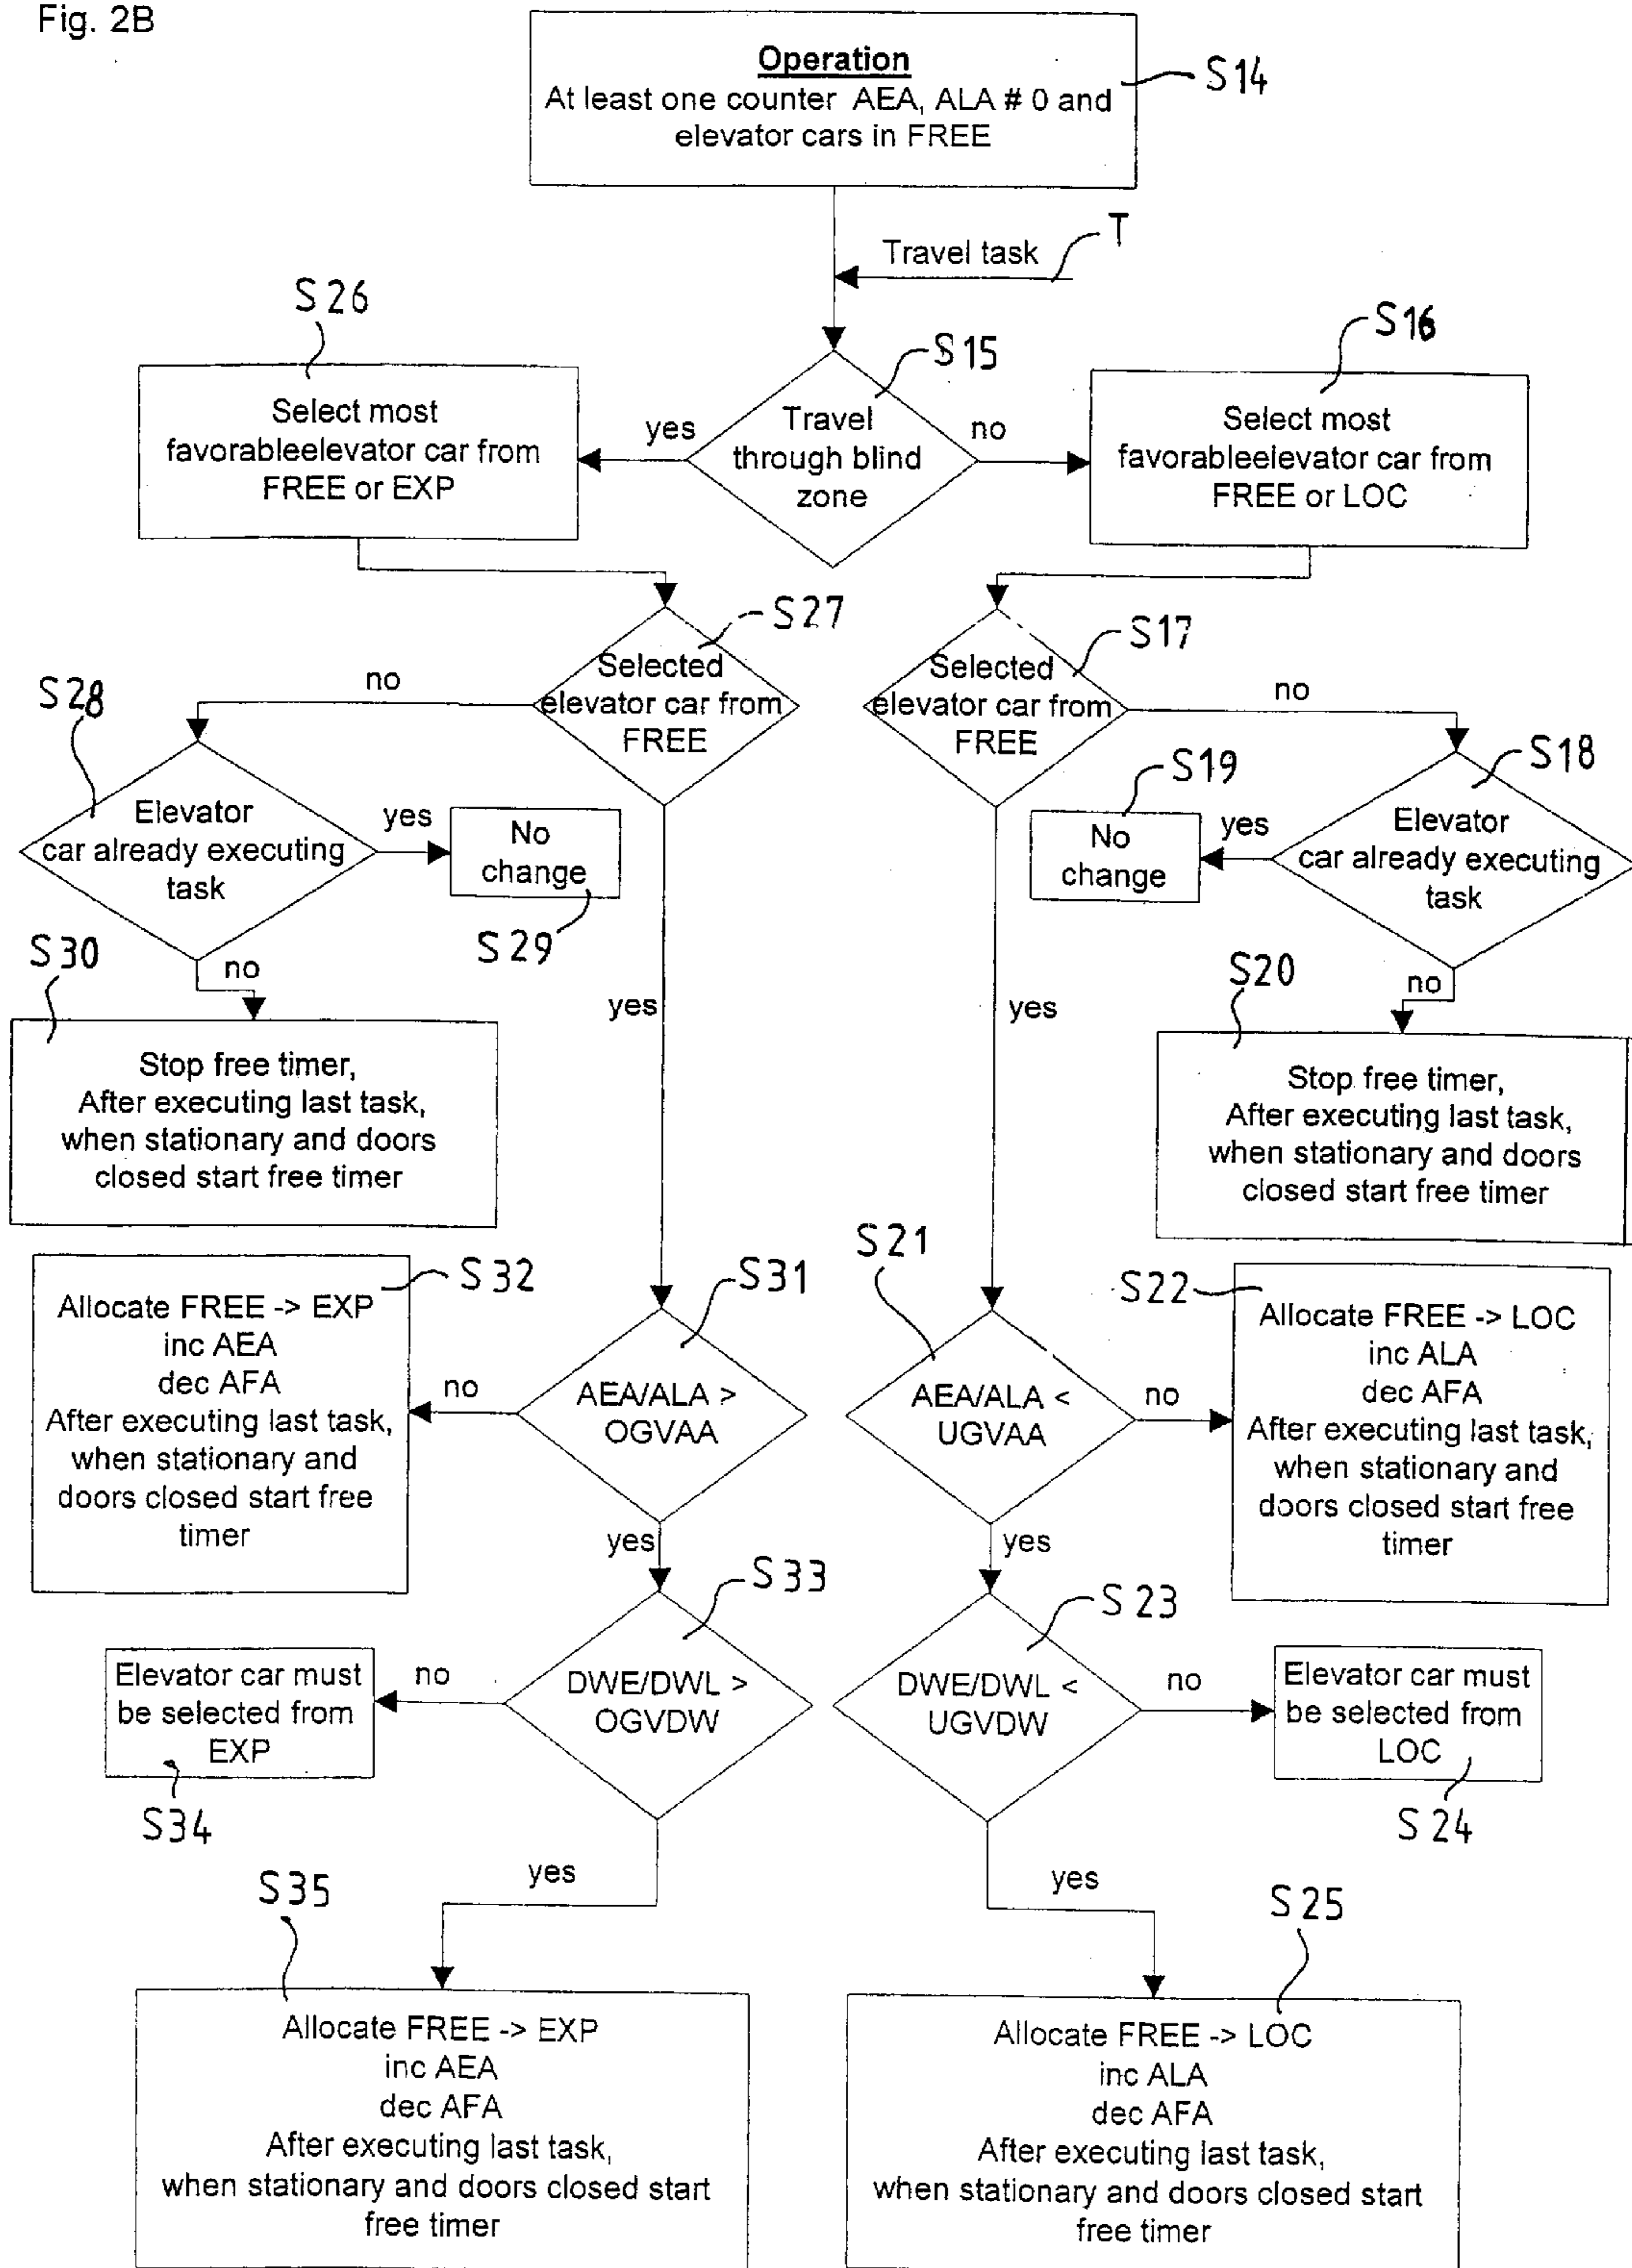 Fig. 2B
Operation
At least one counter AEA, ALA # 0 and
elevator cars in FREE
S14
Travel task
T
S26
S16
S15
Select most
favorableelevator car from
FREE or EXP
yes
Travel
through blind
zone
no
Select most
favorableelevator car from
FREE or LOC
S27
S17
Selected
elevator car from
FREE
Selected
elevator car from
FREE
no
no
S28
S18
S19
Elevator
car already executing
task
yes
No
change
S29
No
change
yes
Elevator
car already executing
task
S30
no
no
S20
yes
yes
Stop free timer,
After executing last task,
when stationary and doors
closed start free timer
Stop free timer,
After executing last task,
when stationary and doors
closed start free timer
S32
S31
S21
S22
Allocate FREE -> EXP
inc AEA
dec AFA
After executing last task,
when stationary and
doors closed start free
timer
no
AEA/ALA >
OGVAA
AEA/ALA <
UGVAA
no
Allocate FREE -> LOC
inc ALA
dec AFA
After executing last task,
when stationary and
doors closed start free
timer
yes
yes
S33
S23
Elevator car must
be selected from
EXP
no
DWE/DWL >
OGVDW
DWE/DWL <
UGVDW
no
Elevator car must
be selected from
LOC
S34
S24
yes
yes
S35
S25
Allocate FREE -> EXP
inc AEA
dec AFA
After executing last task,
when stationary and doors closed start
free timer
Allocate FREE -> LOC
inc ALA
dec AFA
After executing last task,
when stationary and doors closed start
free timer